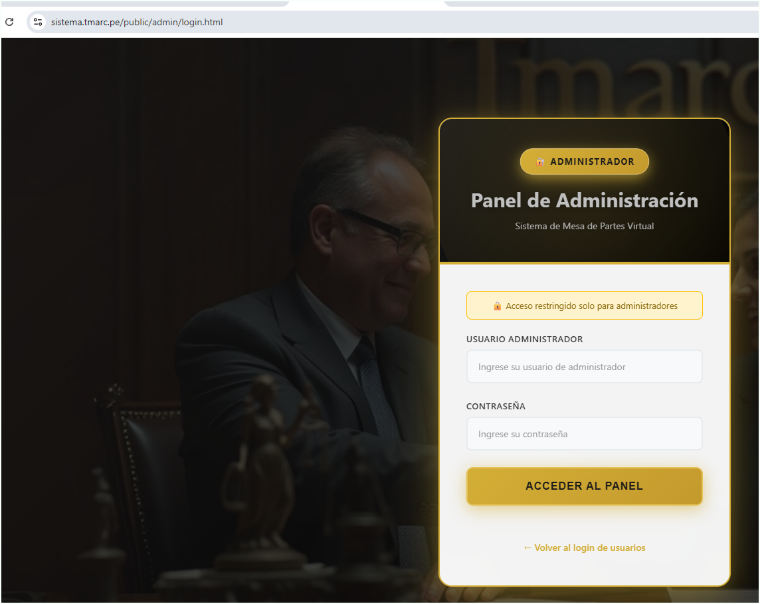 sistema.tmarc.pe/public/admin/login.html
Tmarc
🔒 ADMINISTRADOR
Panel de Administración
Sistema de Mesa de Partes Virtual
🔒 Acceso restringido solo para administradores
USUARIO ADMINISTRADOR
Ingrese su usuario de administrador
CONTRASEÑA
Ingrese su contraseña
ACCEDER AL PANEL
← Volver al login de usuarios